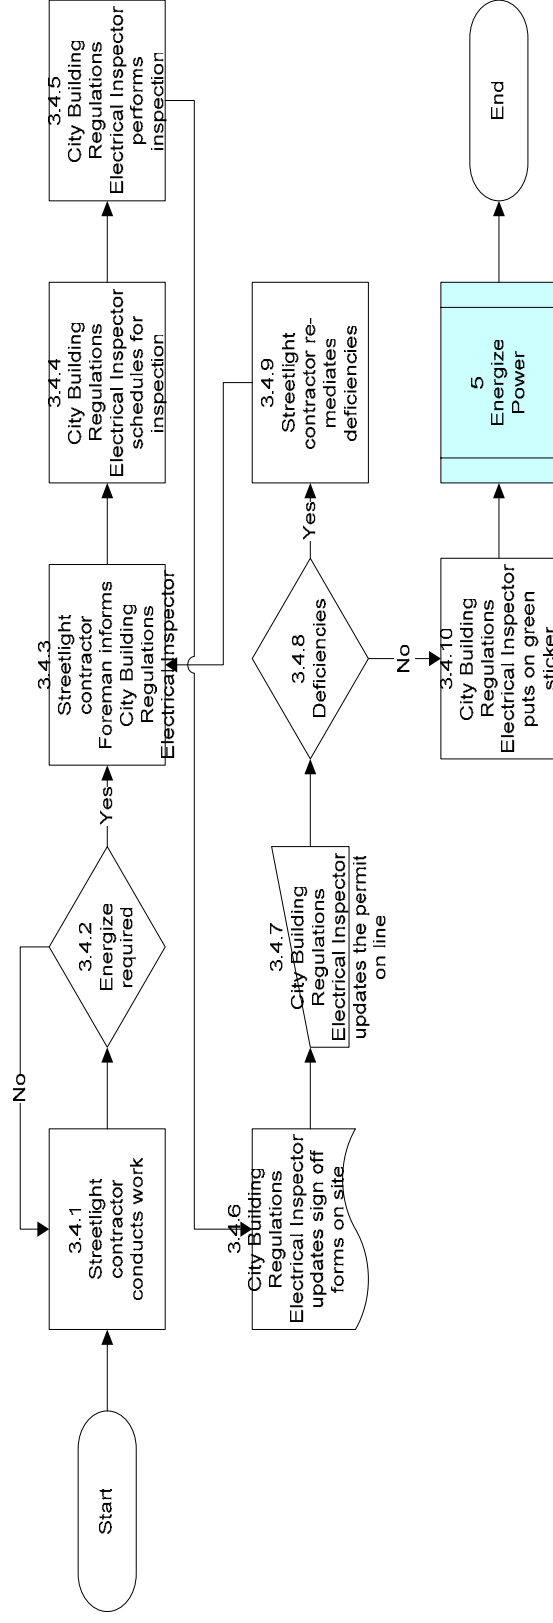 Start
3.4.1
Streetlight
contractor
conducts work
No
3.4.2
Energize
required
Yes
3.4.3
Streetlight
contractor
Foreman informs
City Building
Regulations
Electrical Inspector
3.4.4
City Building
Regulations
Electrical Inspector
schedules for
inspection
3.4.5
City Building
Regulations
Electrical Inspector
performs
inspection
3.4.6
City Building
Regulations
Electrical Inspector
updates sign off
forms on site
3.4.7
City Building
Regulations
Electrical Inspector
updates the permit
on line
3.4.8
Deficiencies
Yes
3.4.9
Streetlight
contractor re-
mediates
deficiencies
No
3.4.10
City Building
Regulations
Electrical Inspector
puts on green
sticker
5
Energize
Power
End